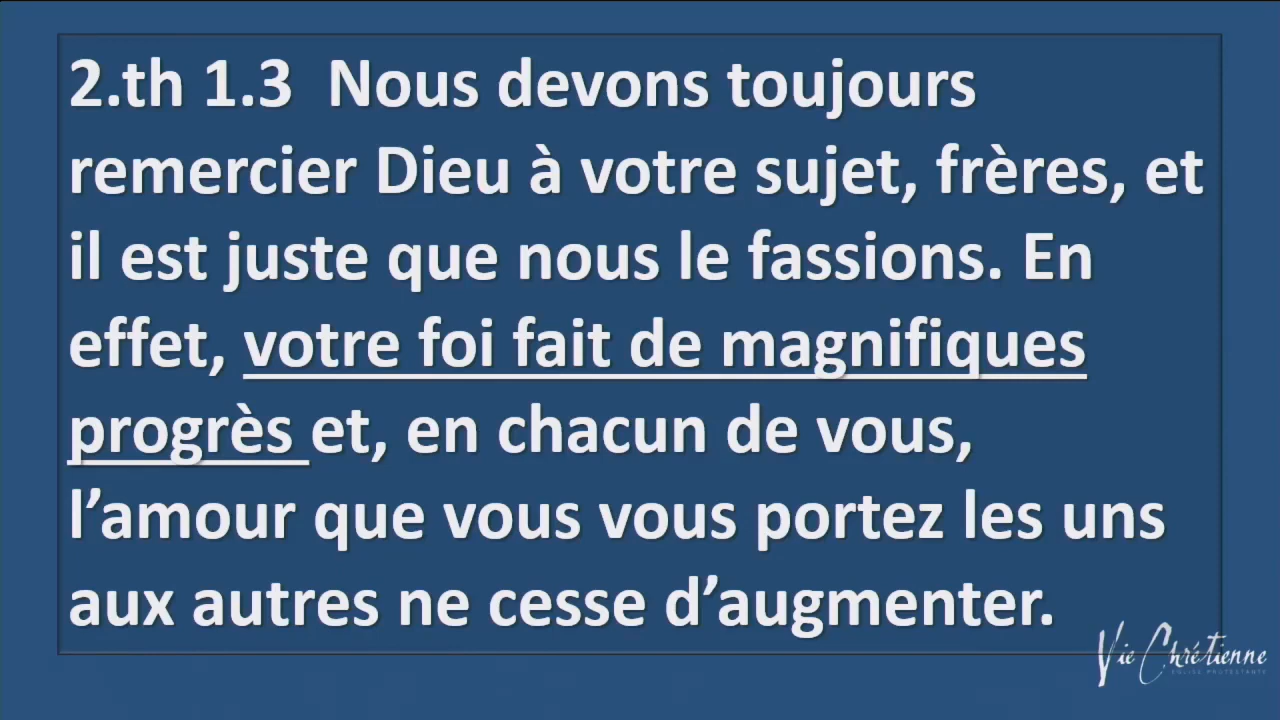 2.th 1.3  Nous devons toujours
remercier Dieu à votre sujet, frères, et
il est juste que nous le fassions. En
effet, votre foi fait de magnifiques
progrès et, en chacun de vous,
l’amour que vous vous portez les uns
aux autres ne cesse d’augmenter.
Vie Chrétienne
EGLISE PROTESTANTE